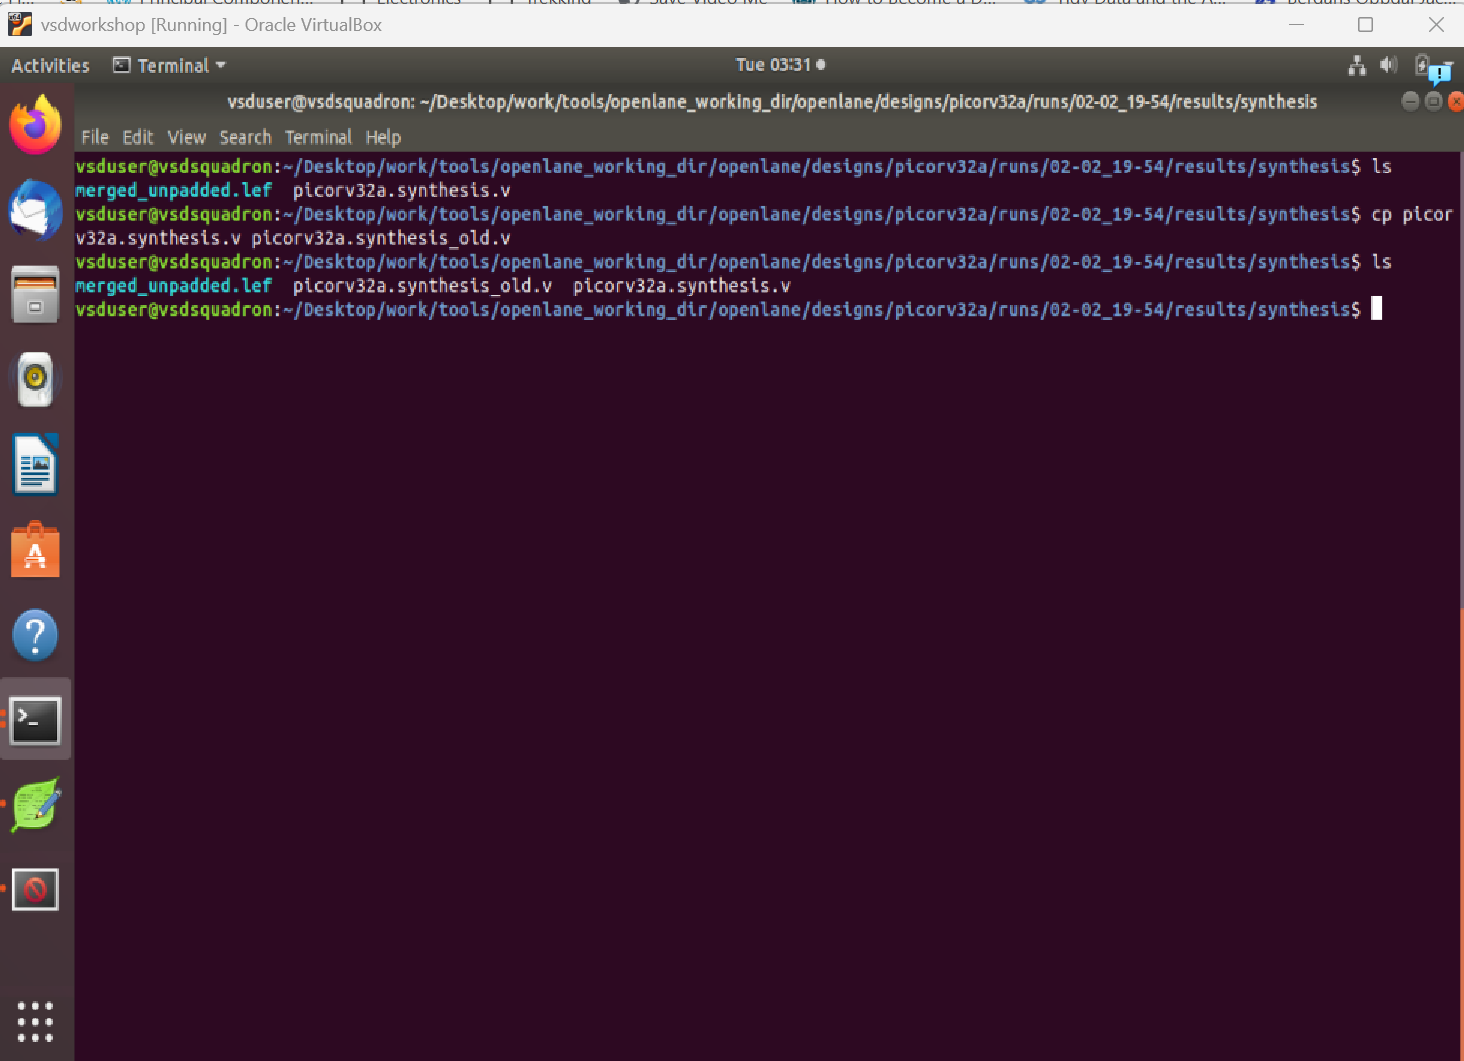 vsdworkshop [Running] - Oracle VirtualBox
Activities Terminal Tue 03:31
vsduser@vsdsquadron: ~/Desktop/work/tools/openlane_working_dir/openlane/designs/picorv32a/runs/02-02_19-54/results/synthesis
File Edit View Search Terminal Help
vsduser@vsdsquadron:~/Desktop/work/tools/openlane_working_dir/openlane/designs/picorv32a/runs/02-02_19-54/results/synthesis$ ls
merged_unpadded.lef picorv32a.synthesis.v
vsduser@vsdsquadron:~/Desktop/work/tools/openlane_working_dir/openlane/designs/picorv32a/runs/02-02_19-54/results/synthesis$ cp picor
v32a.synthesis.v picorv32a.synthesis_old.v
vsduser@vsdsquadron:~/Desktop/work/tools/openlane_working_dir/openlane/designs/picorv32a/runs/02-02_19-54/results/synthesis$ ls
merged_unpadded.lef picorv32a.synthesis_old.v picorv32a.synthesis.v
vsduser@vsdsquadron:~/Desktop/work/tools/openlane_working_dir/openlane/designs/picorv32a/runs/02-02_19-54/results/synthesis$